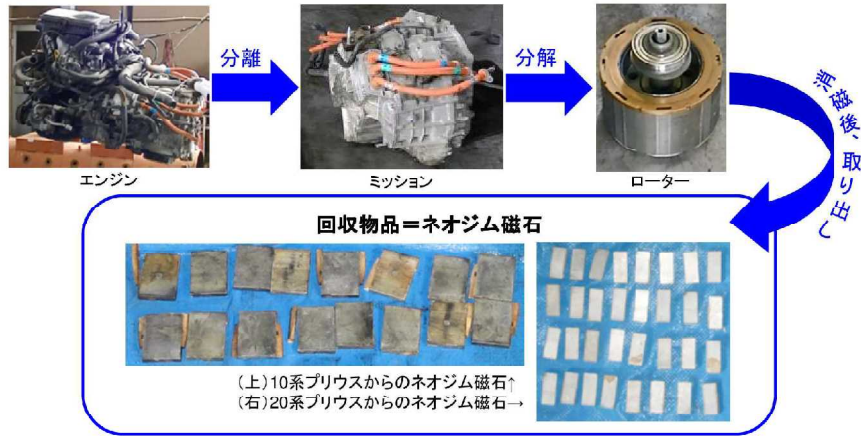 分離
分解
エンジン
ミッション
ローター
消磁後、取り出し
回収物品＝ネオジム磁石
（上）10系プリウスからのネオジム磁石↑
（右）20系プリウスからのネオジム磁石→